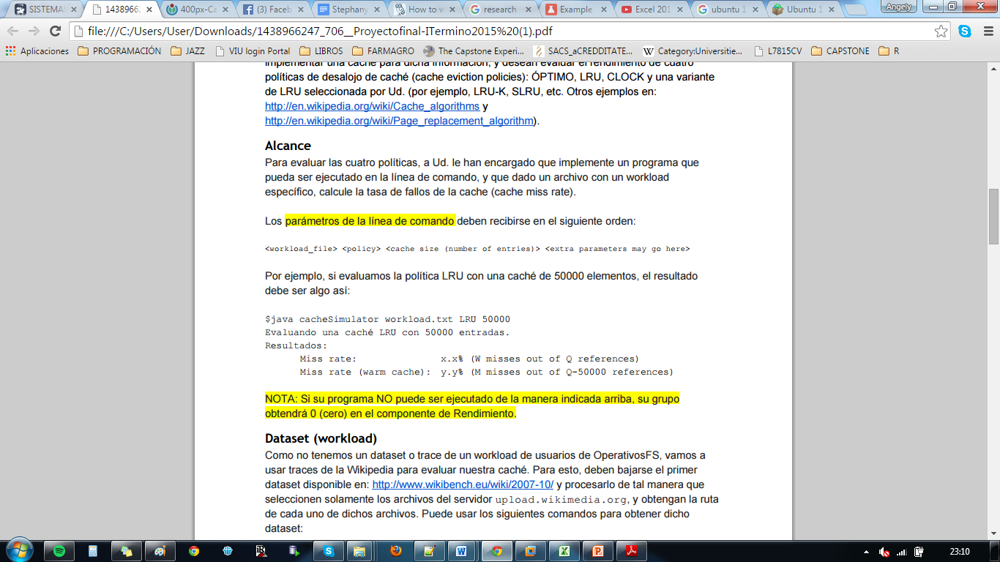 SISTEMAS
1438966
400px-Ca
(3) Faceb
Stephany
How to w
research
Example
Excel 201
ubuntu 1
Ubuntu 1
Angely
file:///C:/Users/User/Downloads/1438966247_706__Proyectofinal-ITermino2015%20(1).pdf
Aplicaciones
PROGRAMACIÓN
JAZZ
VIU login Portal
LIBROS
FARMAGRO
The Capstone Experi...
SACS_aCREDDITATE...
Category:Universitie...
L7815CV
CAPSTONE
R
implementar una caché para dicha información, y desean evaluar el rendimiento de cuatro
políticas de desalojo de caché (cache eviction policies): ÓPTIMO, LRU, CLOCK y una variante
de LRU seleccionada por Ud. (por ejemplo, LRU-K, SLRU, etc. Otros ejemplos en:
http://en.wikipedia.org/wiki/Cache_algorithms y
http://en.wikipedia.org/wiki/Page_replacement_algorithm).
Alcance
Para evaluar las cuatro políticas, a Ud. le han encargado que implemente un programa que
pueda ser ejecutado en la línea de comando, y que dado un archivo con un workload
específico, calcule la tasa de fallos de la cache (cache miss rate).
Los parámetros de la línea de comando deben recibirse en el siguiente orden:
<workload_file> <policy> <cache size (number of entries)> <extra parameters may go here>
Por ejemplo, si evaluamos la política LRU con una caché de 50000 elementos, el resultado
debe ser algo así:
$java cacheSimulator workload.txt LRU 50000
Evaluando una caché LRU con 50000 entradas.
Resultados:
Miss rate: x.x% (W misses out of Q references)
Miss rate (warm cache): y.y% (M misses out of Q-50000 references)
NOTA: Si su programa NO puede ser ejecutado de la manera indicada arriba, su grupo
obtendrá 0 (cero) en el componente de Rendimiento.
Dataset (workload)
Como no tenemos un dataset o trace de un workload de usuarios de OperativosFS, vamos a
usar traces de la Wikipedia para evaluar nuestra caché. Para esto, deben bajarse el primer
dataset disponible en: http://www.wikibench.eu/wiki/2007-10/ y procesarlo de tal manera que
seleccionen solamente los archivos del servidor upload.wikimedia.org, y obtengan la ruta
de cada uno de dichos archivos. Puede usar los siguientes comandos para obtener dicho
dataset:
23:10